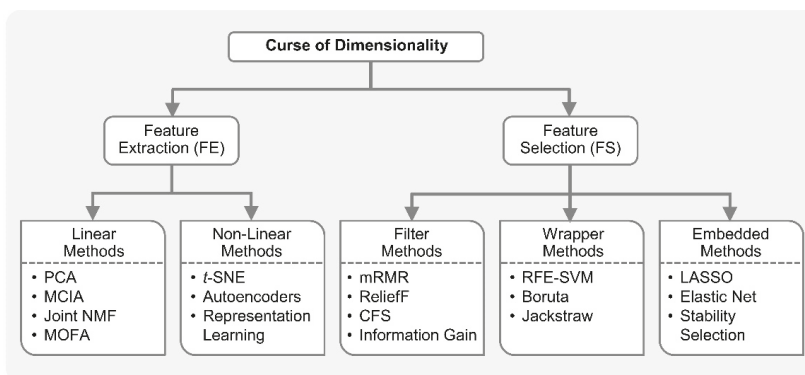 Curse of Dimensionality
Feature
Extraction (FE)
Feature
Selection (FS)
Linear
Methods
• PCA
• MCIA
• Joint NMF
• MOFA
Non-Linear
Methods
• t-SNE
• Autoencoders
• Representation
Learning
Filter
Methods
• mRMR
• ReliefF
• CFS
• Information Gain
Wrapper
Methods
• RFE-SVM
• Boruta
• Jackstraw
Embedded
Methods
• LASSO
• Elastic Net
• Stability
Selection